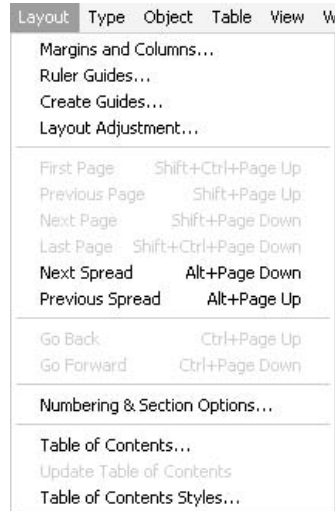 Layout Type Object Table View W
Margins and Columns...
Ruler Guides...
Create Guides...
Layout Adjustment...
First Page Shift+Ctrl+Page Up
Previous Page Shift+Page Up
Next Page Shift+Page Down
Last Page Shift+Ctrl+Page Down
Next Spread Alt+Page Down
Previous Spread Alt+Page Up
Go Back Ctrl+Page Up
Go Forward Ctrl+Page Down
Numbering & Section Options...
Table of Contents...
Update Table of Contents
Table of Contents Styles...